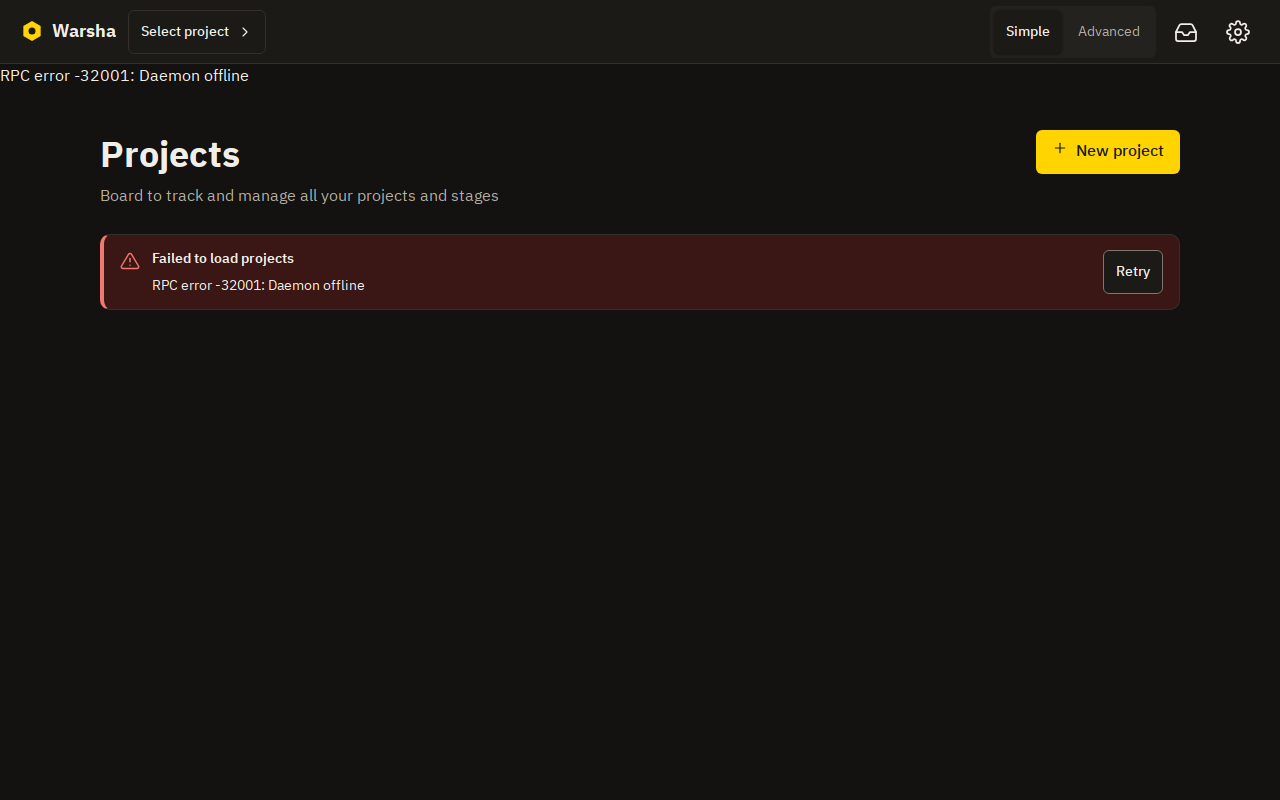 Warsha
Select project
Simple
Advanced
RPC error -32001: Daemon offline
Projects
New project
Board to track and manage all your projects and stages
Failed to load projects
RPC error -32001: Daemon offline
Retry